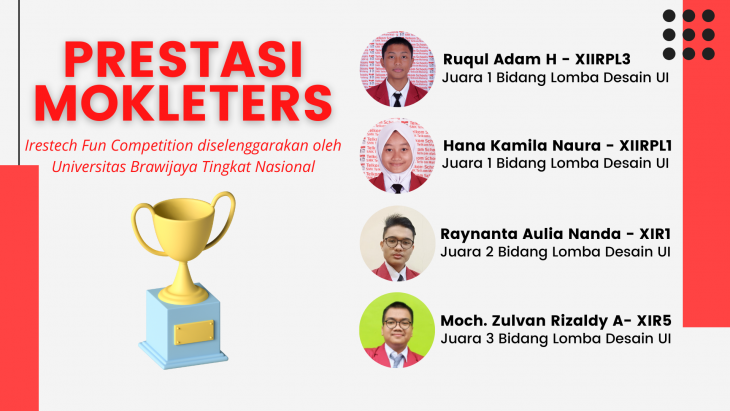 PRESTASI
MOKLETERS
Irestech Fun Competition diselenggarakan oleh
Universitas Brawijaya Tingkat Nasional
Ruqul Adam H - XIIRPL3
Juara 1 Bidang Lomba Desain UI
Hana Kamila Naura - XIIRPL1
Juara 1 Bidang Lomba Desain UI
Raynanta Aulia Nanda - XIR1
Juara 2 Bidang Lomba Desain UI
Moch. Zulvan Rizaldy A- XIR5
Juara 3 Bidang Lomba Desain UI